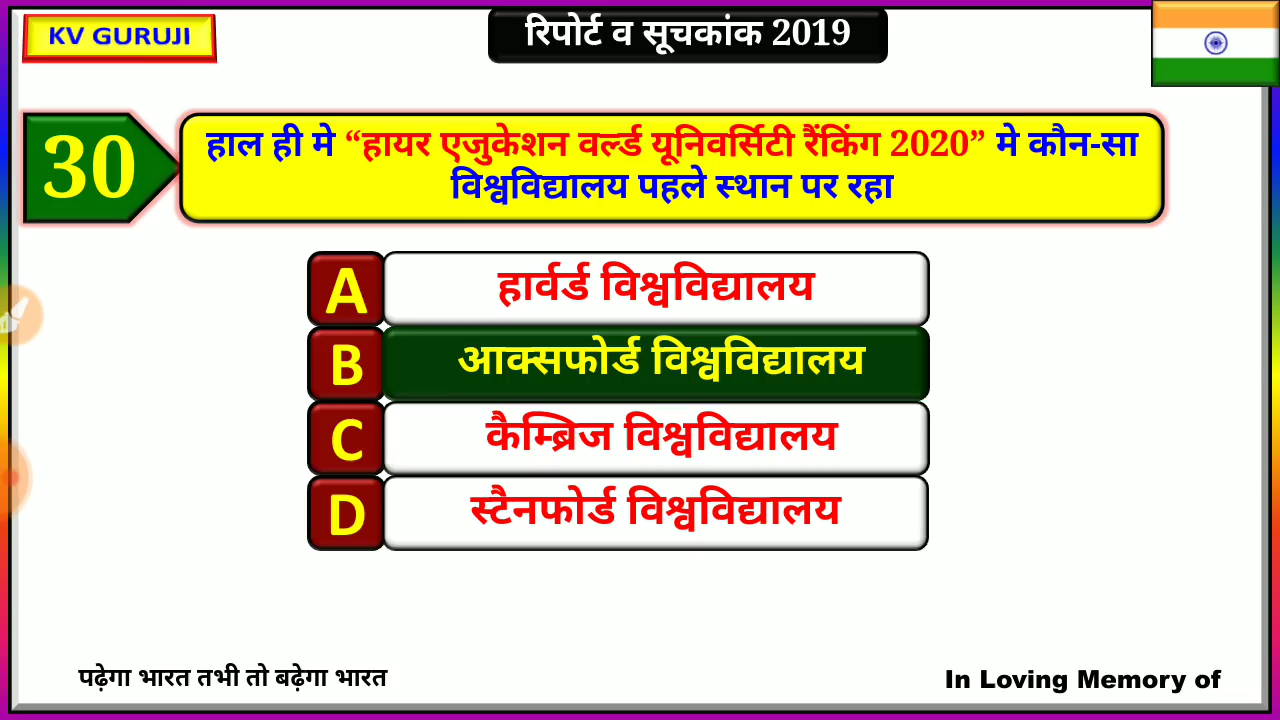 KV GURUJI
रिपोर्ट व सूचकांक 2019
30
हाल ही मे “हायर एजुकेशन वर्ल्ड यूनिवर्सिटी रैंकिंग 2020” मे कौन-सा
विश्वविद्यालय पहले स्थान पर रहा
A हार्वर्ड विश्वविद्यालय
B आक्सफोर्ड विश्वविद्यालय
C कैम्ब्रिज विश्वविद्यालय
D स्टैनफोर्ड विश्वविद्यालय
पढ़ेगा भारत तभी तो बढ़ेगा भारत
In Loving Memory of